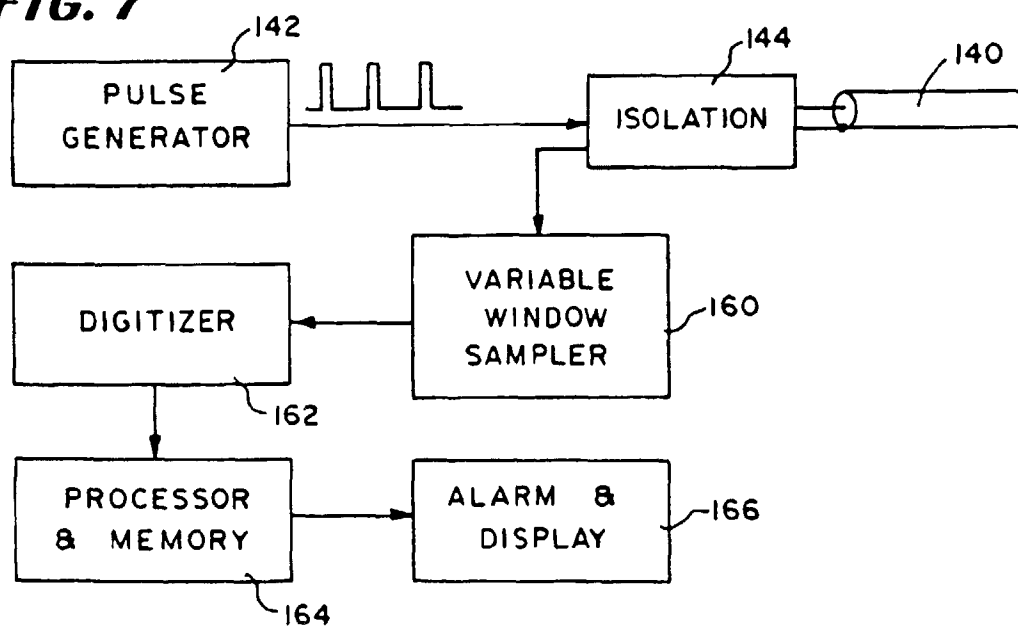 FIG. 7
142
144
140
PULSE
GENERATOR
ISOLATION
VARIABLE
WINDOW
SAMPLER
160
DIGITIZER
162
PROCESSOR
& MEMORY
164
ALARM &
DISPLAY
166